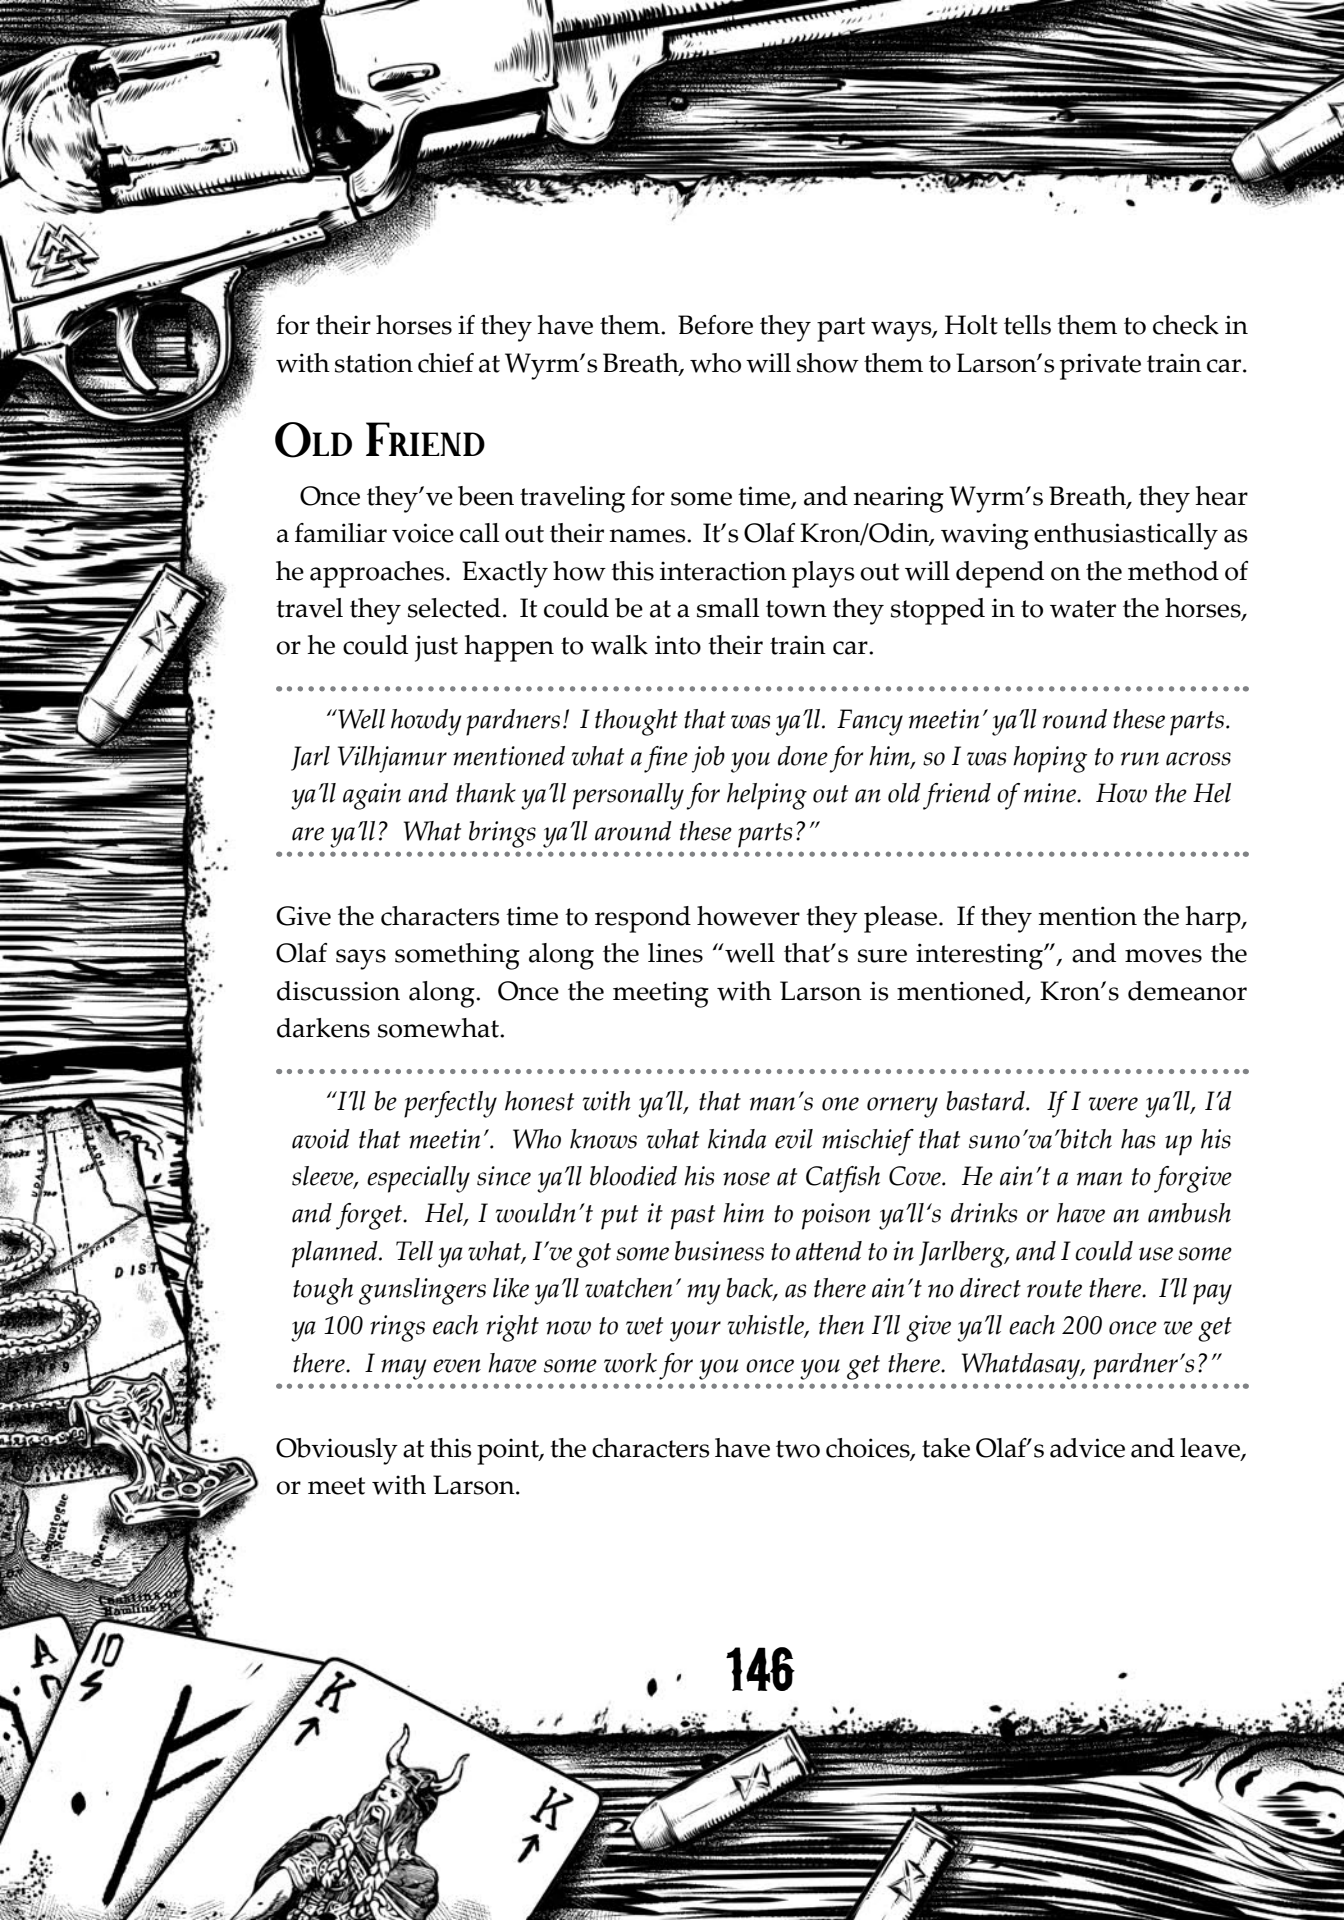 for their horses if they have them.  Before they part ways, Holt tells them to check in
with station chief at Wyrm’s Breath, who will show them to Larson’s private train car.
Old Friend
Once they’ve been traveling for some time, and nearing Wyrm’s Breath, they hear
a familiar voice call out their names.  It’s Olaf Kron/Odin, waving enthusiastically as
he approaches.  Exactly how this interaction plays out will depend on the method of
travel they selected.  It could be at a small town they stopped in to water the horses,
or he could just happen to walk into their train car.
“Well howdy pardners!  I thought that was ya’ll.  Fancy meetin’ ya’ll round these parts.
Jarl Vilhjamur mentioned what a fine job you done for him, so I was hoping to run across
ya’ll again and thank ya’ll personally for helping out an old friend of mine.  How the Hel
are ya’ll?  What brings ya’ll around these parts?”
Give the characters time to respond however they please.  If they mention the harp,
Olaf says something along the lines “well that’s sure interesting”, and moves the
discussion along.  Once the meeting with Larson is mentioned, Kron’s demeanor
darkens somewhat.
“I’ll be perfectly honest with ya’ll, that man’s one ornery bastard.  If I were ya’ll, I’d
avoid that meetin’.  Who knows what kinda evil mischief that suno’va’bitch has up his
sleeve, especially since ya’ll bloodied his nose at Catfish Cove.  He ain’t a man to forgive
and forget.  Hel, I wouldn’t put it past him to poison ya’ll‘s drinks or have an ambush
planned.  Tell ya what, I’ve got some business to attend to in Jarlberg, and I could use some
tough gunslingers like ya’ll watchen’ my back, as there ain’t no direct route there.  I’ll pay
ya 100 rings each right now to wet your whistle, then I’ll give ya’ll each 200 once we get
there.  I may even have some work for you once you get there.  Whatdasay, pardner’s?”
Obviously at this point, the characters have two choices, take Olaf’s advice and leave,
or meet with Larson.
UDALLS
DIST
Neck
Hamlins Pt
A
10
K
K
146